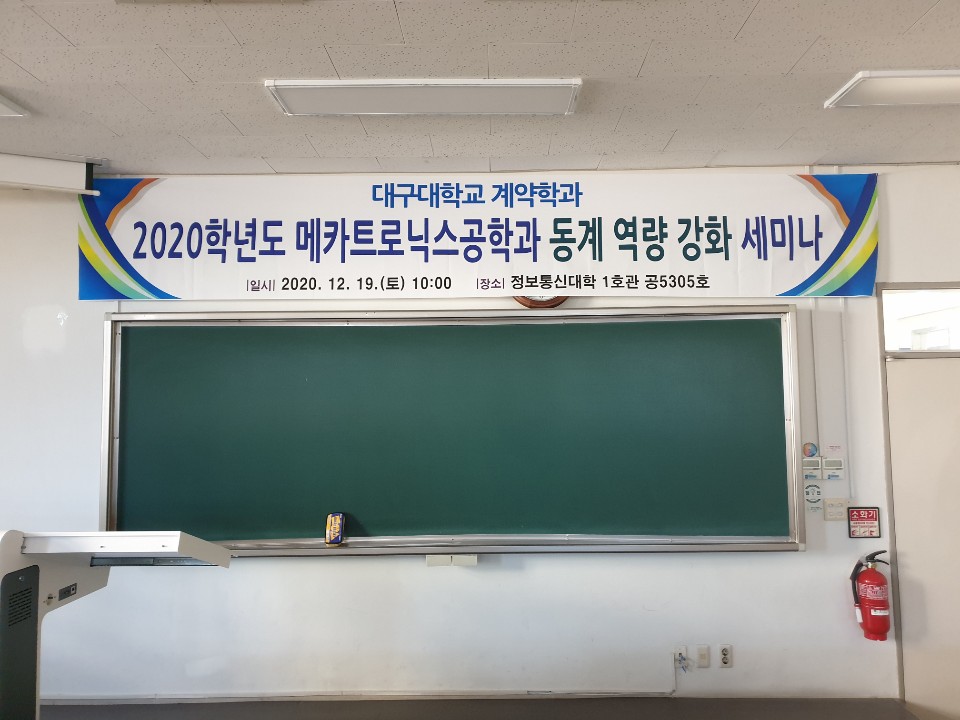 대구대학교 계약학과
2020학년도 메카트로닉스공학과 동계 역량 강화 세미나
|일시| 2020. 12. 19.(토) 10:00 |장소| 정보통신대학 1호관 공5305호
소화기